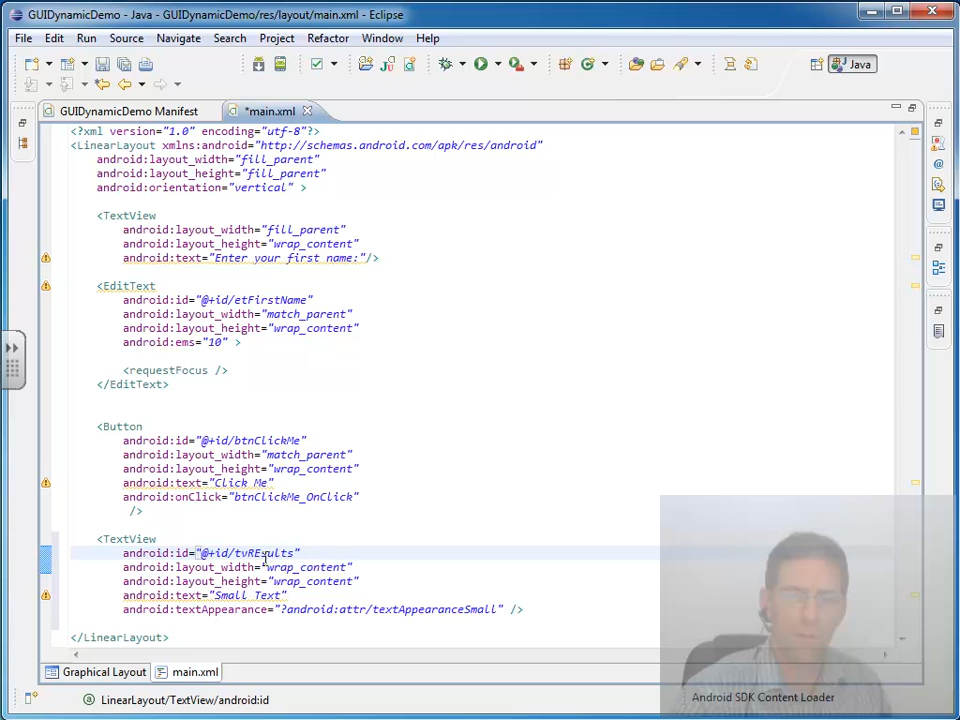 GUIDynamicDemo - Java - GUIDynamicDemo/res/layout/main.xml - Eclipse
File Edit Run Source Navigate Search Project Refactor Window Help
Java
GUIDynamicDemo Manifest *main.xml
<?xml version="1.0" encoding="utf-8"?>
<LinearLayout xmlns:android="http://schemas.android.com/apk/res/android"
android:layout_width="fill_parent"
android:layout_height="fill_parent"
android:orientation="vertical" >
<TextView
android:layout_width="fill_parent"
android:layout_height="wrap_content"
android:text="Enter your first name:"/>
<EditText
android:id="@+id/etFirstName"
android:layout_width="match_parent"
android:layout_height="wrap_content"
android:ems="10" >
<requestFocus />
</EditText>
<Button
android:id="@+id/btnClickMe"
android:layout_width="match_parent"
android:layout_height="wrap_content"
android:text="Click Me"
android:onClick="btnClickMe_OnClick"
/>
<TextView
android:id="@+id/tvREsults"
android:layout_width="wrap_content"
android:layout_height="wrap_content"
android:text="Small Text"
android:textAppearance="?android:attr/textAppearanceSmall" />
</LinearLayout>
Graphical Layout main.xml
LinearLayout/TextView/android:id
Android SDK Content Loader